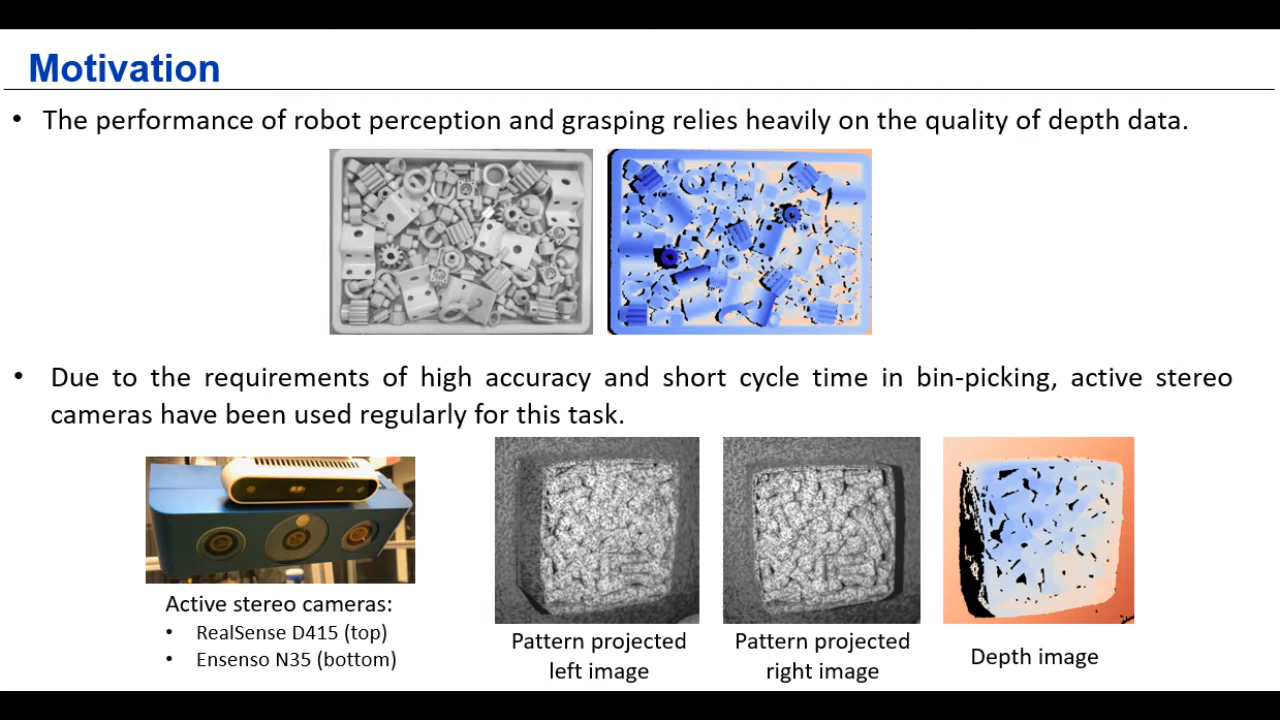 Motivation
• The performance of robot perception and grasping relies heavily on the quality of depth data.
• Due to the requirements of high accuracy and short cycle time in bin-picking, active stereo
cameras have been used regularly for this task.
Active stereo cameras:
• RealSense D415 (top)
• Ensenso N35 (bottom)
Pattern projected
left image
Pattern projected
right image
Depth image